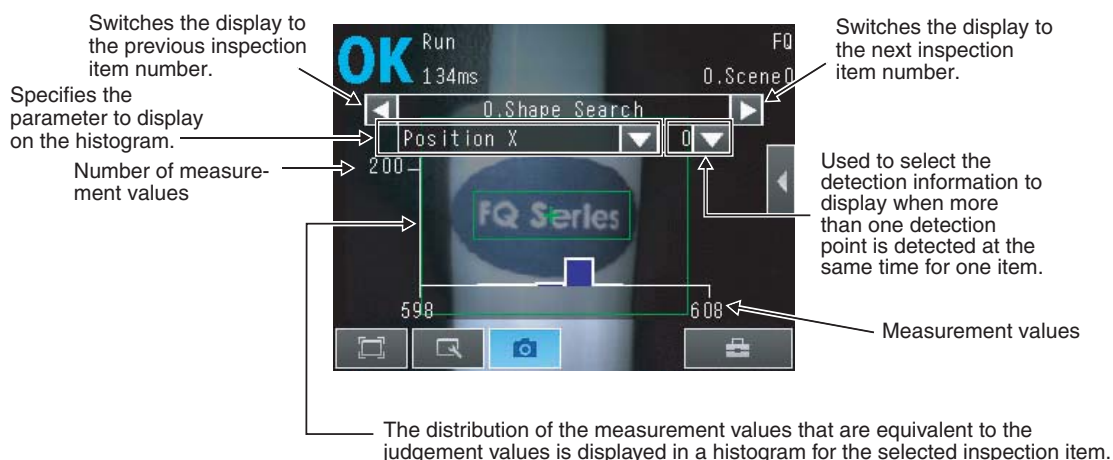 Switches the display to
the previous inspection
item number.
Specifies the
parameter to display
on the histogram.
Number of measure-
ment values
OK Run FQ
134ms 0.Scene0
0.Shape Search
Position X 0
200
FQ Series
598 608
Switches the display to
the next inspection
item number.
Used to select the
detection information to
display when more
than one detection
point is detected at the
same time for one item.
Measurement values
The distribution of the measurement values that are equivalent to the
judgement values is displayed in a histogram for the selected inspection item.